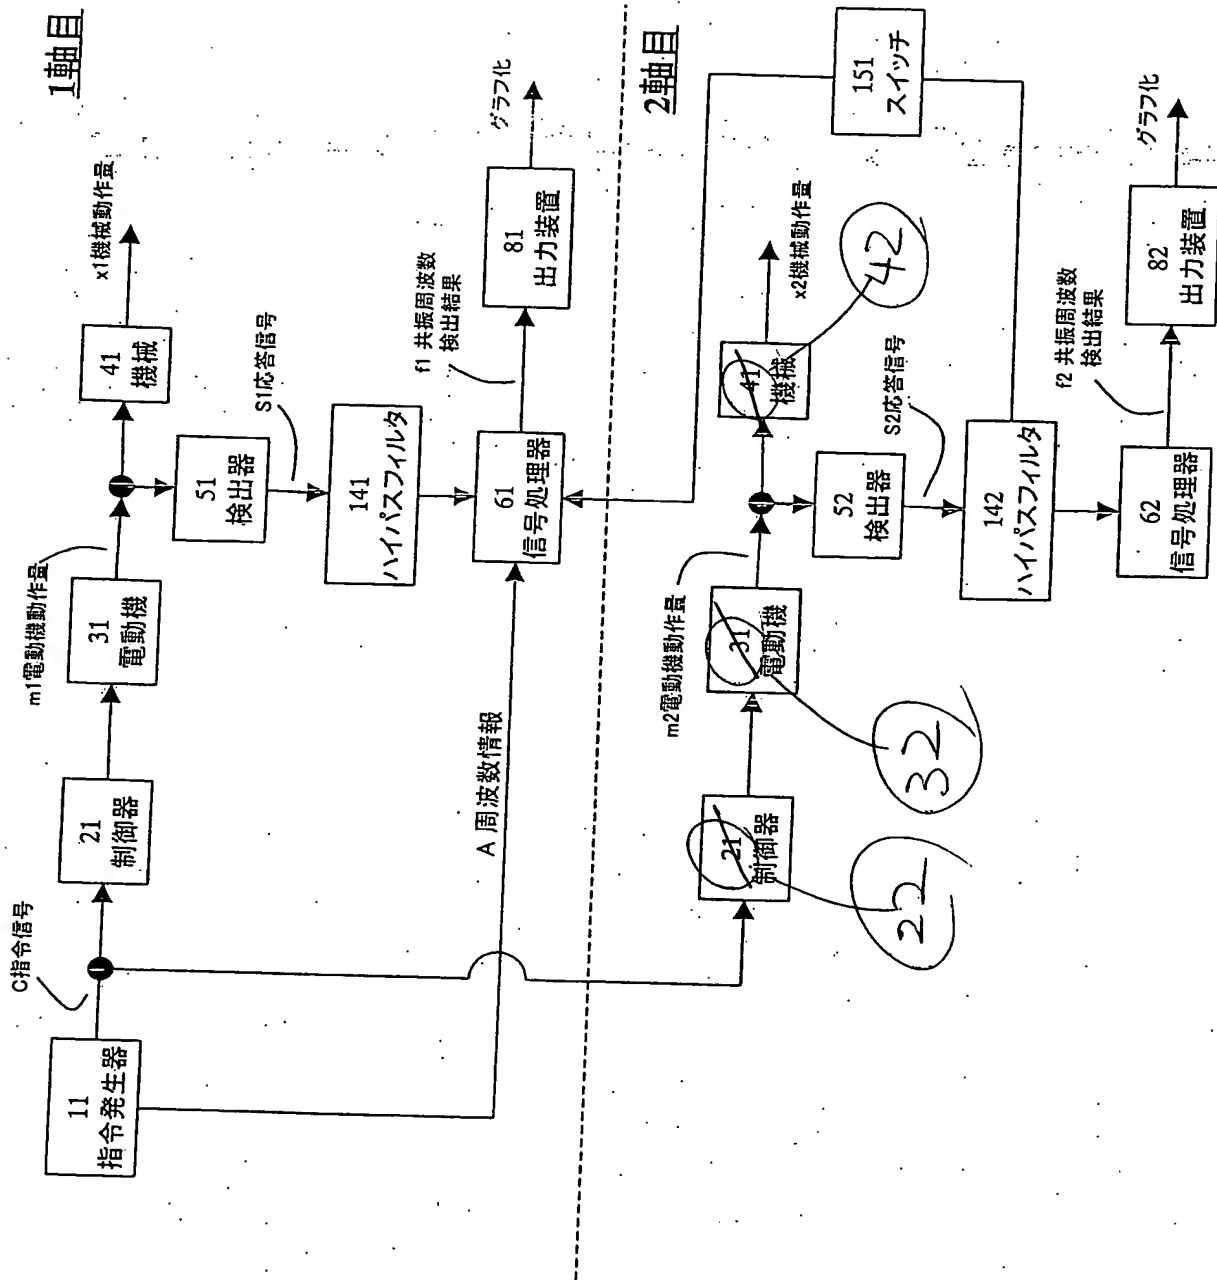 1軸目
C指令信号
11
指令発生器
21
制御器
m1電動機動作量
31
電動機
41
機械
x1機械動作量
51
検出器
S1応答信号
141
ハイパスフィルタ
A 周波数情報
61
信号処理器
f1 共振周波数
検出結果
81
出力装置
グラフ化
2軸目
21
制御器
22
m2電動機動作量
31
電動機
32
41
機械
42
x2機械動作量
52
検出器
S2応答信号
142
ハイパスフィルタ
151
スイッチ
62
信号処理器
f2 共振周波数
検出結果
82
出力装置
グラフ化